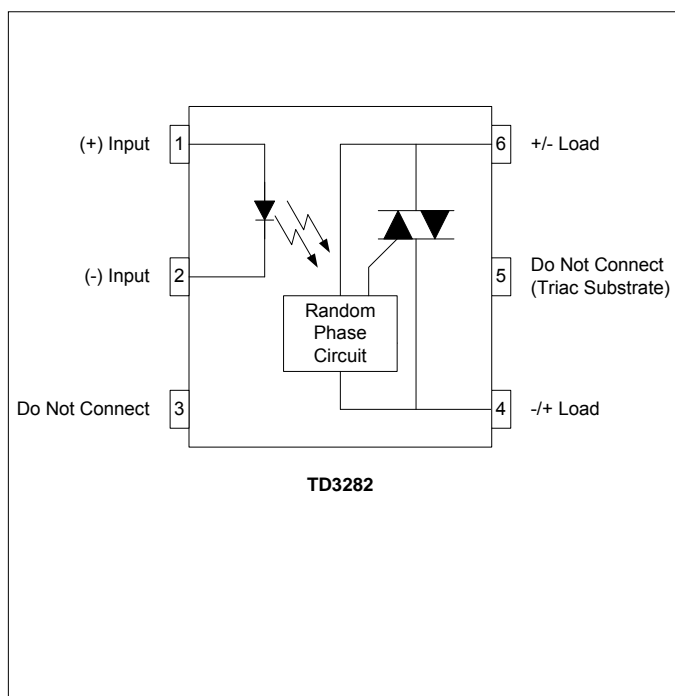 (+) Input 1
6 +/- Load
(-) Input 2
5 Do Not Connect
(Triac Substrate)
Random
Phase
Circuit
Do Not Connect 3
4 -/+ Load
TD3282